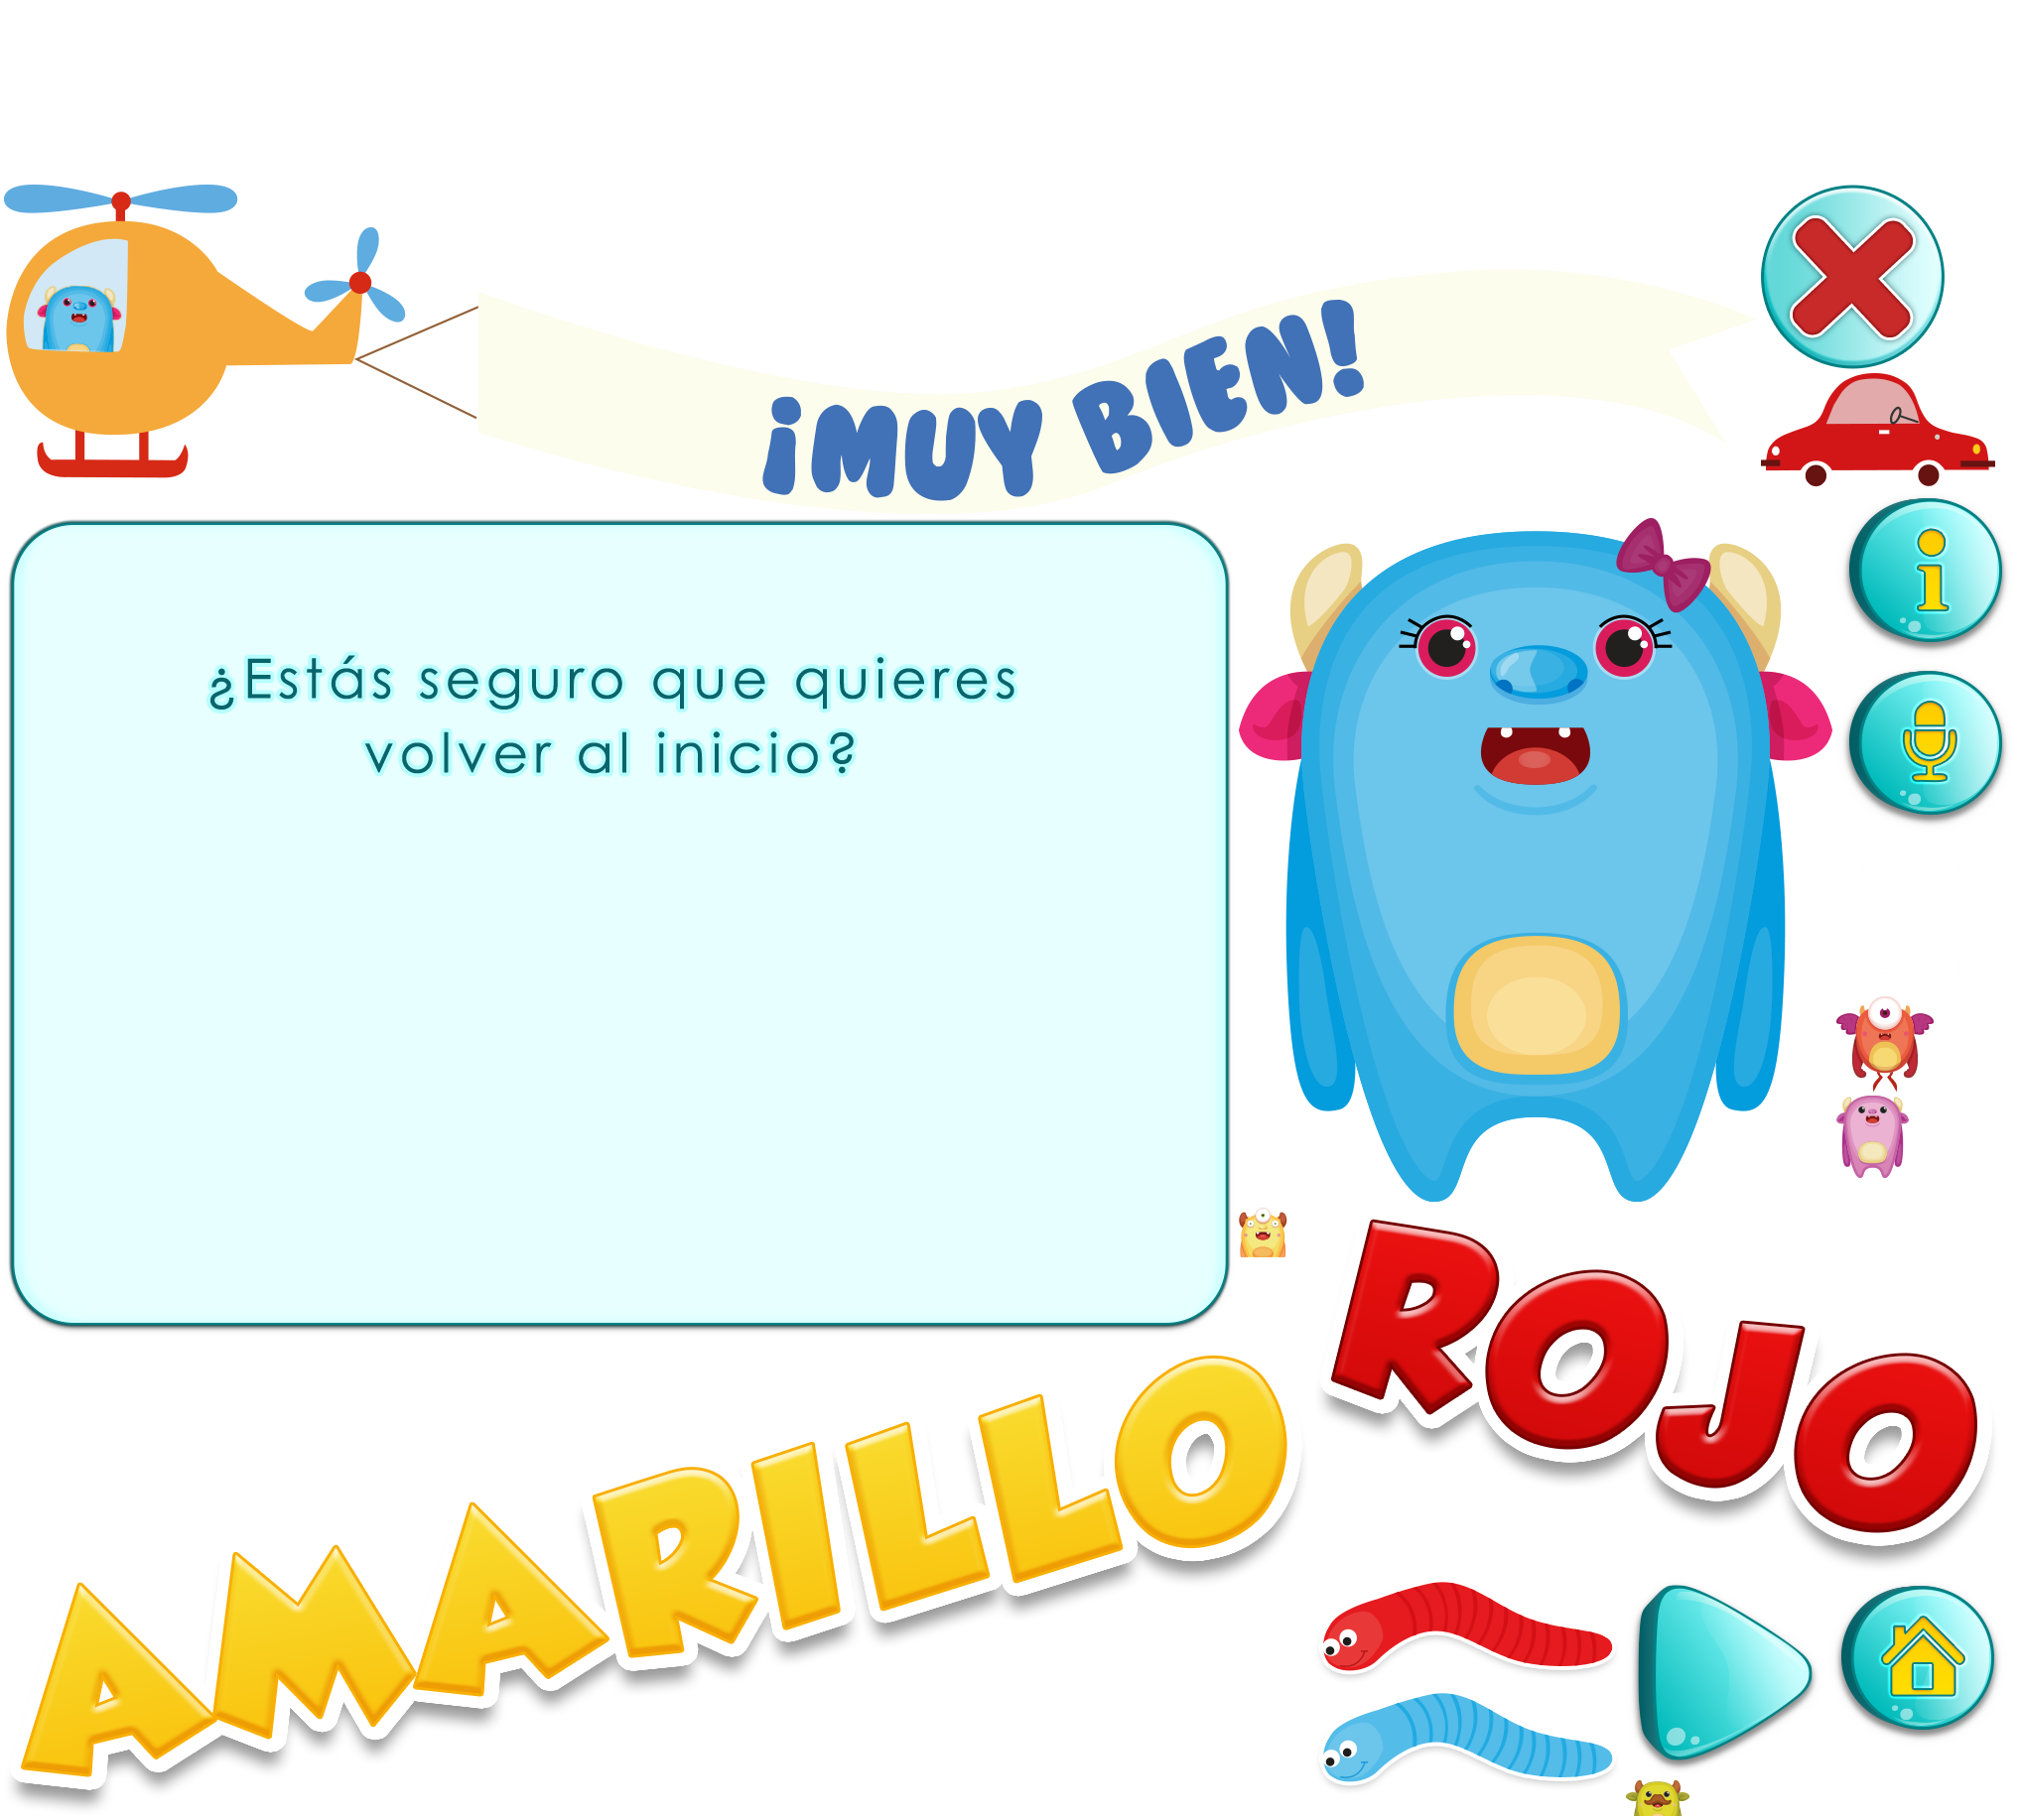 ¡MUY BIEN!
¿Estás seguro que quieres
volver al inicio?
ROJO
AMARILLO